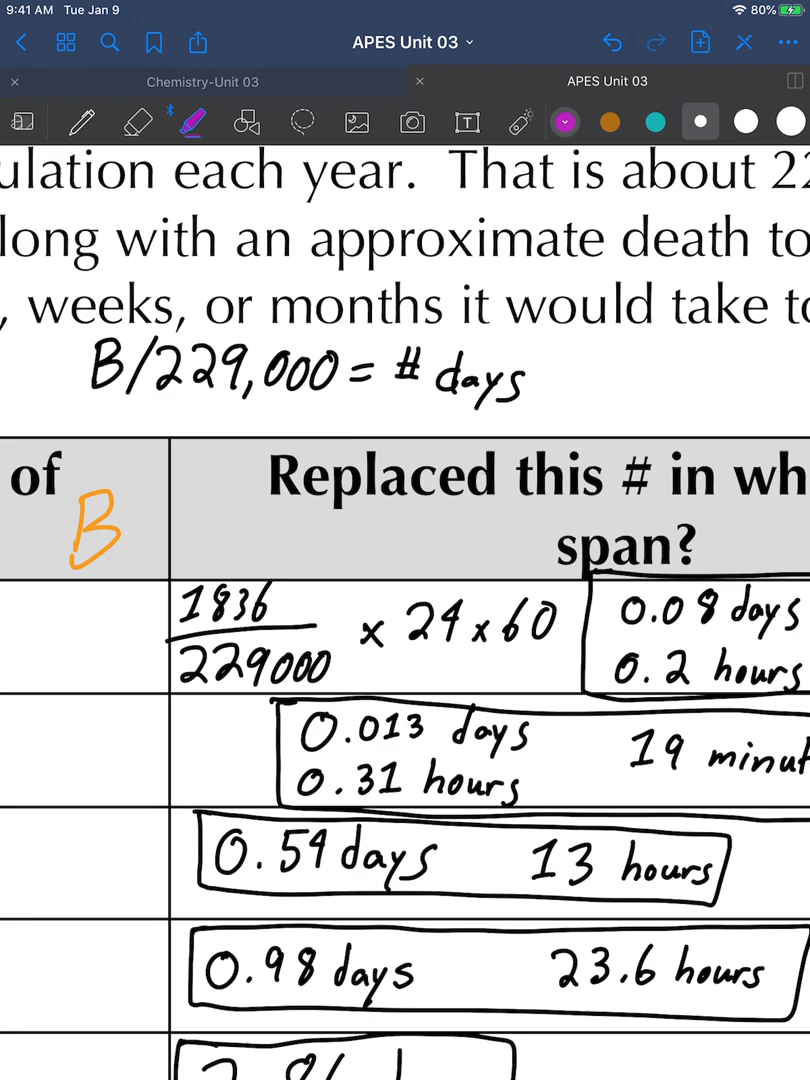 9:41 AM Tue Jan 9 80%
APES Unit 03
Chemistry-Unit 03 APES Unit 03
T
ulation each year. That is about 22
long with an approximate death to
, weeks, or months it would take to
B/229,000 = # days
of B
Replaced this # in wh
span?
1836
229000
x 24 x 60
0.08 days
0.2 hours
0.013 days
0.31 hours
19 minut
0.54 days 13 hours
0.98 days 23.6 hours